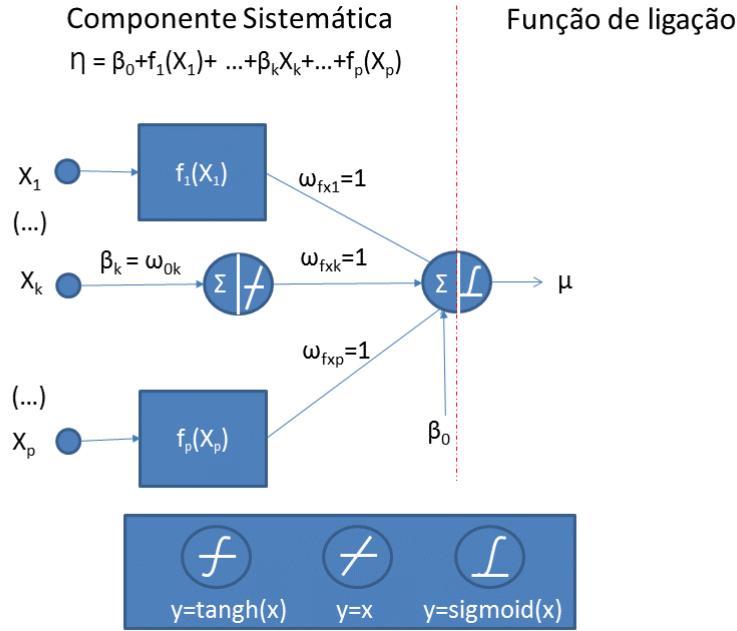 Componente Sistemática
Função de ligação
η = β₀+f₁(X₁)+ ...+βₖXₖ+...+fₚ(Xₚ)
X₁
f₁(X₁)
ω_fx1=1
(...)
Xₖ
βₖ = ω₀ₖ
Σ
ω_fxk=1
Σ
μ
ω_fxp=1
(...)
Xₚ
fₚ(Xₚ)
β₀
y=tangh(x)
y=x
y=sigmoid(x)